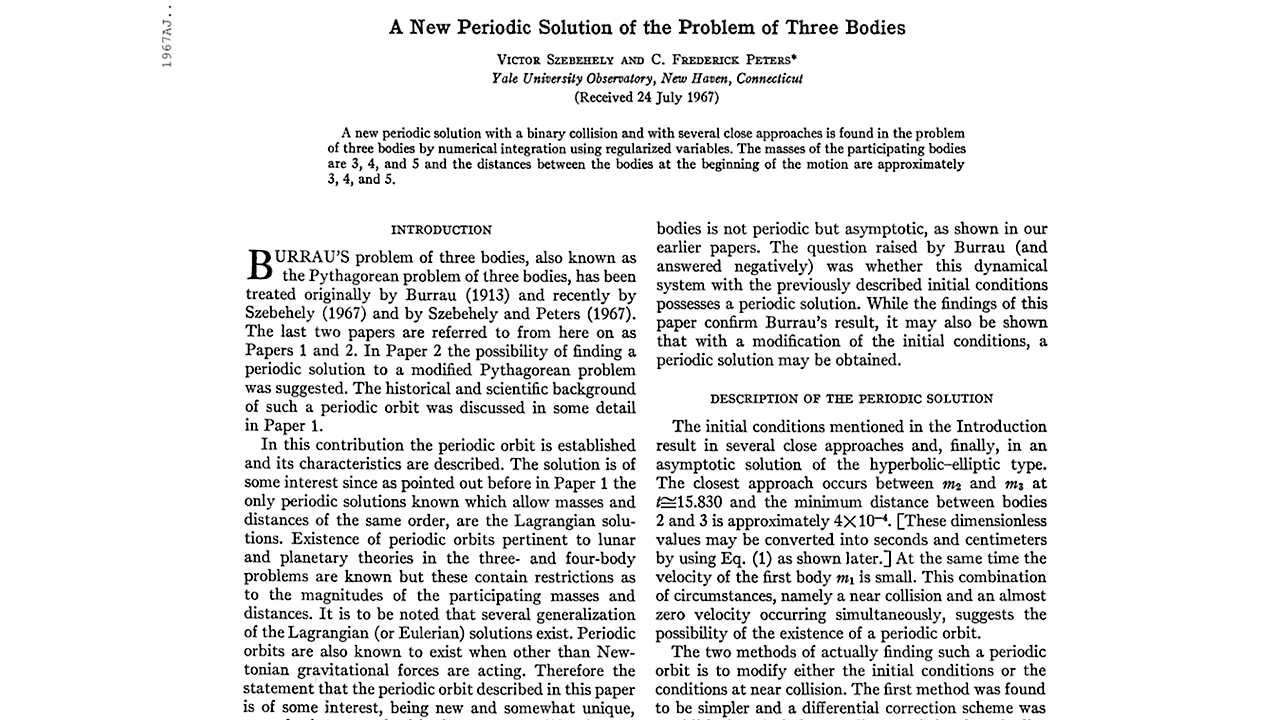 1967AJ..
A New Periodic Solution of the Problem of Three Bodies
VICTOR SZEBEHELY AND C. FREDERICK PETERS*
Yale University Observatory, New Haven, Connecticut
(Received 24 July 1967)
A new periodic solution with a binary collision and with several close approaches is found in the problem
of three bodies by numerical integration using regularized variables. The masses of the participating bodies
are 3, 4, and 5 and the distances between the bodies at the beginning of the motion are approximately
3, 4, and 5.
INTRODUCTION
BURRAU'S problem of three bodies, also known as
the Pythagorean problem of three bodies, has been
treated originally by Burrau (1913) and recently by
Szebehely (1967) and by Szebehely and Peters (1967).
The last two papers are referred to from here on as
Papers 1 and 2. In Paper 2 the possibility of finding a
periodic solution to a modified Pythagorean problem
was suggested. The historical and scientific background
of such a periodic orbit was discussed in some detail
in Paper 1.
In this contribution the periodic orbit is established
and its characteristics are described. The solution is of
some interest since as pointed out before in Paper 1 the
only periodic solutions known which allow masses and
distances of the same order, are the Lagrangian solu-
tions. Existence of periodic orbits pertinent to lunar
and planetary theories in the three- and four-body
problems are known but these contain restrictions as
to the magnitudes of the participating masses and
distances. It is to be noted that several generalization
of the Lagrangian (or Eulerian) solutions exist. Periodic
orbits are also known to exist when other than New-
tonian gravitational forces are acting. Therefore the
statement that the periodic orbit described in this paper
is of some interest, being new and somewhat unique,
bodies is not periodic but asymptotic, as shown in our
earlier papers. The question raised by Burrau (and
answered negatively) was whether this dynamical
system with the previously described initial conditions
possesses a periodic solution. While the findings of this
paper confirm Burrau's result, it may also be shown
that with a modification of the initial conditions, a
periodic solution may be obtained.
DESCRIPTION OF THE PERIODIC SOLUTION
The initial conditions mentioned in the Introduction
result in several close approaches and, finally, in an
asymptotic solution of the hyperbolic–elliptic type.
The closest approach occurs between m₂ and m₃ at
t≅15.830 and the minimum distance between bodies
2 and 3 is approximately 4×10⁻⁴. [These dimensionless
values may be converted into seconds and centimeters
by using Eq. (1) as shown later.] At the same time the
velocity of the first body m₁ is small. This combination
of circumstances, namely a near collision and an almost
zero velocity occurring simultaneously, suggests the
possibility of the existence of a periodic orbit.
The two methods of actually finding such a periodic
orbit is to modify either the initial conditions or the
conditions at near collision. The first method was found
to be simpler and a differential correction scheme was